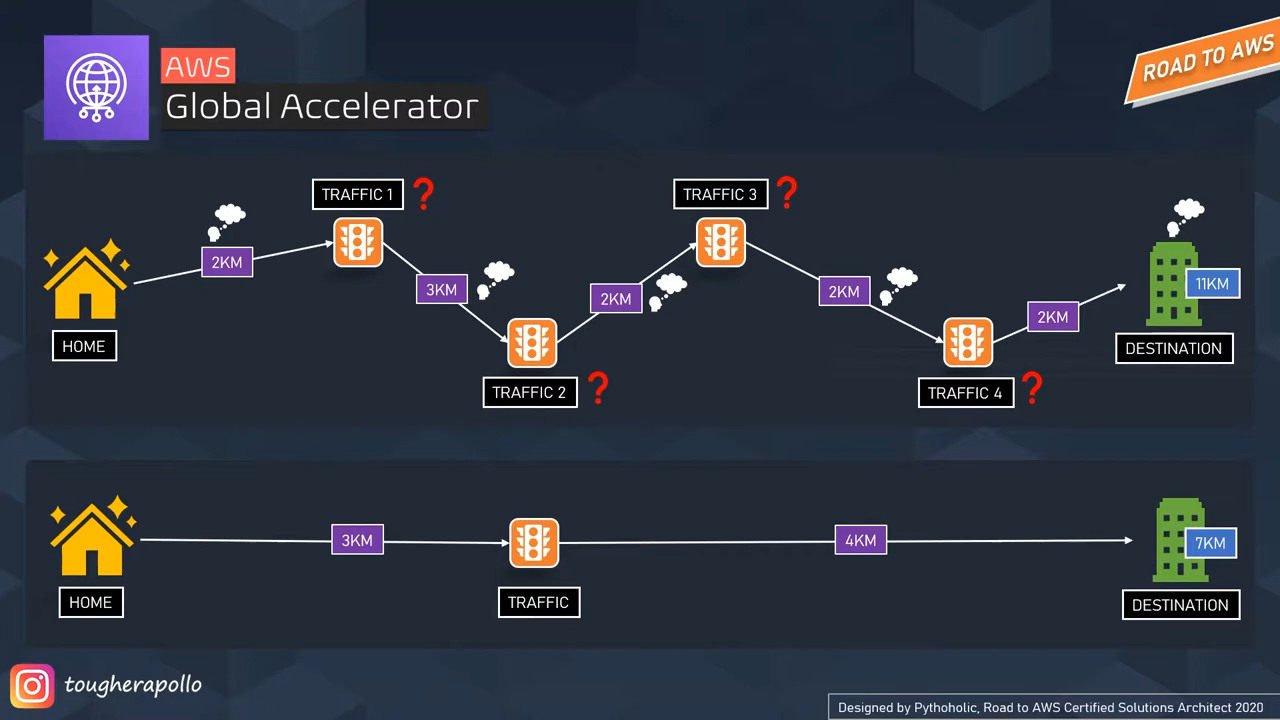 AWS
Global Accelerator
ROAD TO AWS
TRAFFIC 1 ?
TRAFFIC 3 ?
2KM
3KM
2KM
2KM
2KM
11KM
HOME
DESTINATION
TRAFFIC 2 ?
TRAFFIC 4 ?
3KM
4KM
7KM
HOME
TRAFFIC
DESTINATION
tougherapollo
Designed by Pythoholic, Road to AWS Certified Solutions Architect 2020